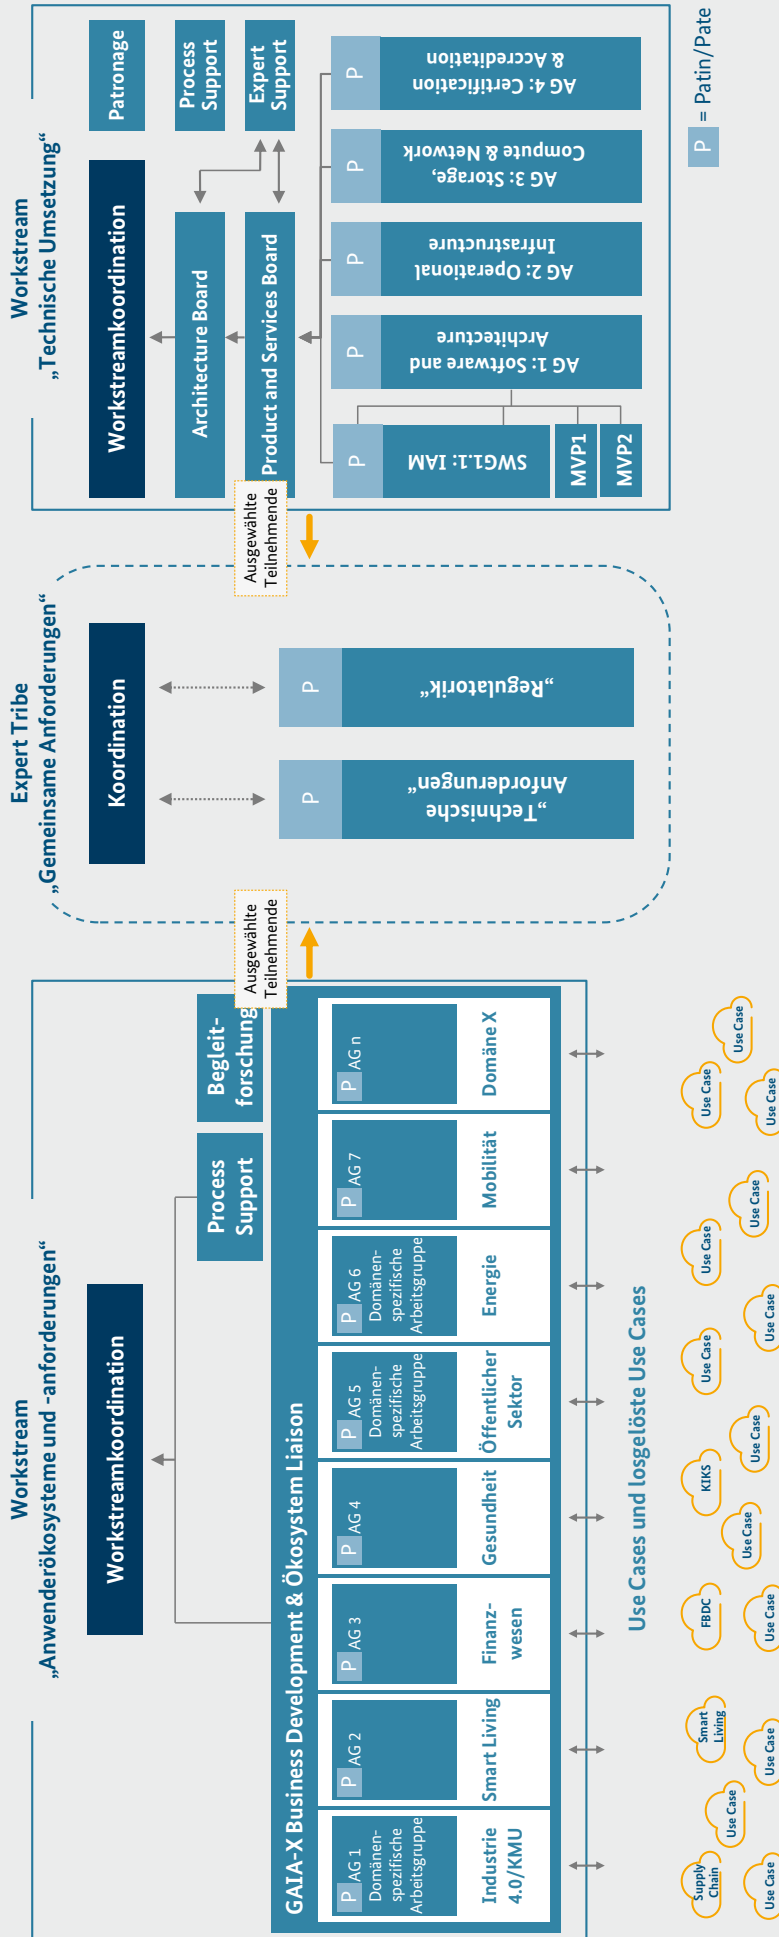 Workstream
„Anwenderökosysteme und -anforderungen“
Workstreamkoordination
Process
Support
Begleit-
forschung
GAIA-X Business Development & Ökosystem Liaison
P AG 1
Domänen-
spezifische
Arbeitsgruppe
Industrie
4.0/KMU
P AG 2
Smart Living
P AG 3
Finanz-
wesen
P AG 4
Gesundheit
P AG 5
Domänen-
spezifische
Arbeitsgruppe
Öffentlicher
Sektor
P AG 6
Domänen-
spezifische
Arbeitsgruppe
Energie
P AG 7
Mobilität
P AG n
Domäne X
Use Cases und losgelöste Use Cases
Supply
Chain
Use Case
Use Case
Smart
Living
Use Case
FBDC
Use Case
Use Case
KIKS
Use Case
Use Case
Use Case
Use Case
Use Case
Use Case
Use Case
Use Case
Ausgewählte
Teilnehmende
Expert Tribe
„Gemeinsame Anforderungen“
Koordination
P
„Technische
Anforderungen“
P
„Regulatorik“
Ausgewählte
Teilnehmende
Workstream
„Technische Umsetzung“
Workstreamkoordination
Patronage
Architecture Board
Process
Support
Product and Services Board
Expert
Support
P
SWG1.1: IAM
MVP1
MVP2
P
AG 1: Software and
Architecture
P
AG 2: Operational
Infrastructure
P
AG 3: Storage,
Compute & Network
P
AG 4: Certification
& Accreditation
P = Patin/Pate